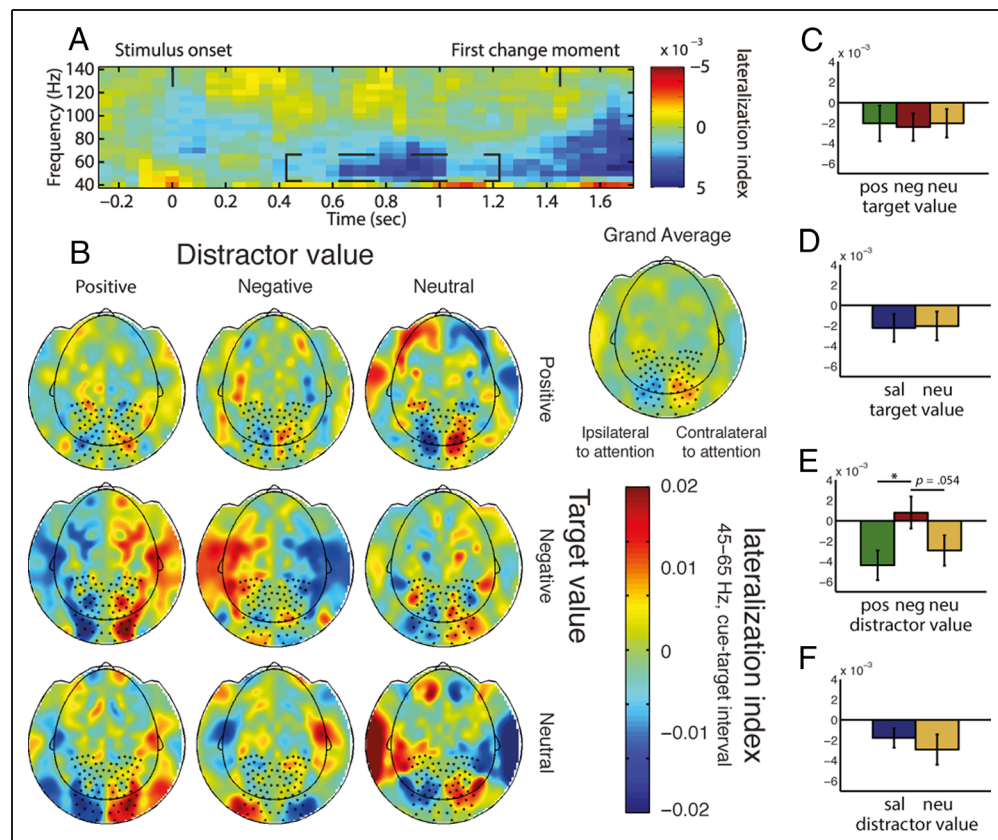 A
Stimulus onset
First change moment
Frequency (Hz)
140
120
100
80
60
40
−0.2
0
0.2
0.4
0.6
0.8
1
1.2
1.4
1.6
Time (sec)
x 10⁻³
−5
0
5
lateralization index
B
Distractor value
Positive
Negative
Neutral
Positive
Negative
Neutral
Target value
Grand Average
Ipsilateral
to attention
Contralateral
to attention
0.02
0.01
0
−0.01
−0.02
45–65 Hz, cue-target interval
lateralization index
C
x 10⁻³
4
2
0
−2
−4
−6
pos neg neu
target value
D
x 10⁻³
4
2
0
−2
−4
−6
sal neu
target value
E
x 10⁻³
4
2
0
−2
−4
−6
*
p = .054
pos neg neu
distractor value
F
x 10⁻³
4
2
0
−2
−4
−6
sal neu
distractor value